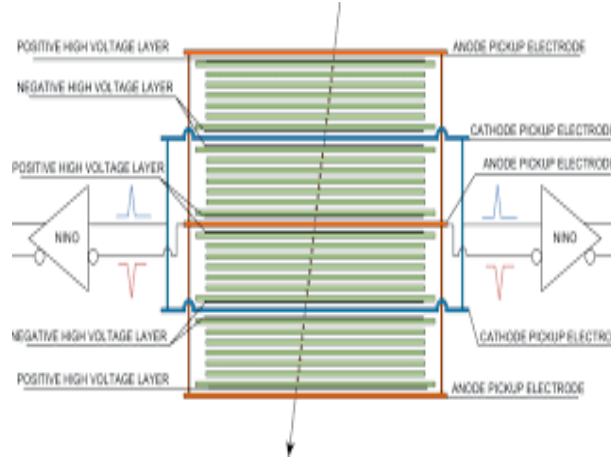 POSITIVE HIGH VOLTAGE LAYER
ANODE PICKUP ELECTRODE
NEGATIVE HIGH VOLTAGE LAYER
CATHODE PICKUP ELECTRODE
POSITIVE HIGH VOLTAGE LAYER
ANODE PICKUP ELECTRODE
NINO
NINO
NEGATIVE HIGH VOLTAGE LAYER
CATHODE PICKUP ELECTRO
POSITIVE HIGH VOLTAGE LAYER
ANODE PICKUP ELECTRODE